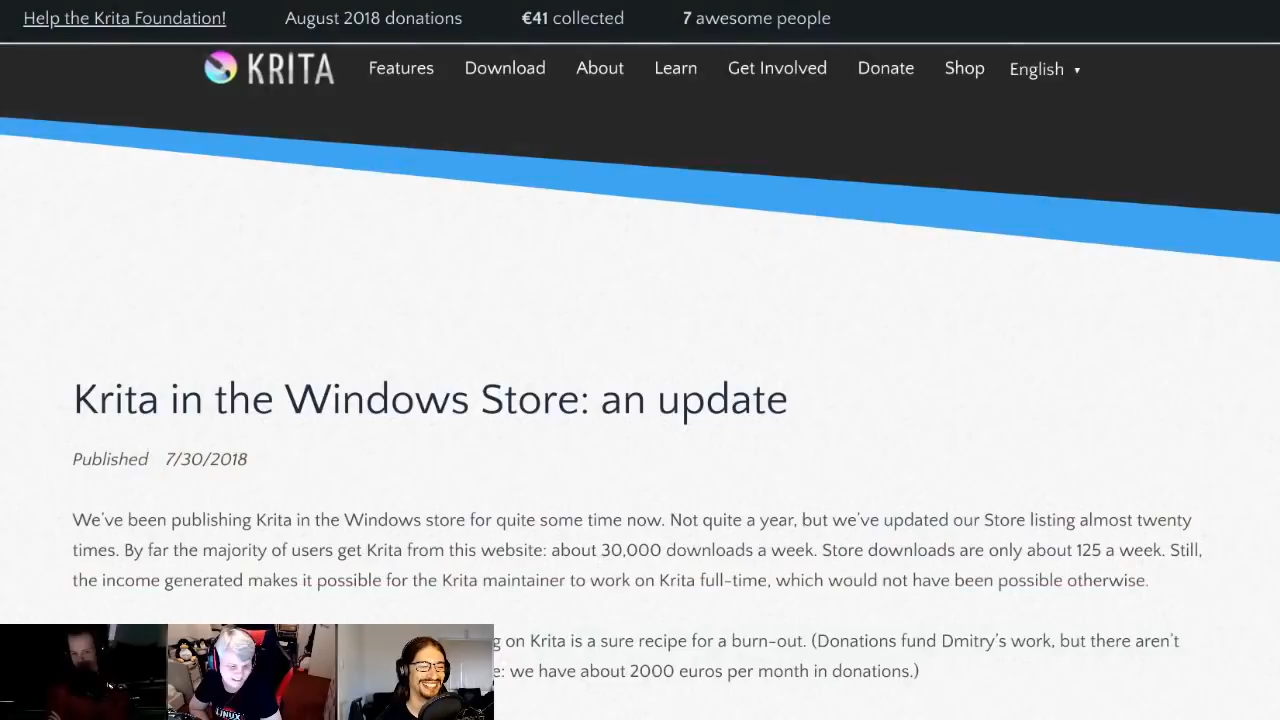 Help the Krita Foundation! August 2018 donations €41 collected 7 awesome people
KRITA Features Download About Learn Get Involved Donate Shop English
Krita in the Windows Store: an update
Published 7/30/2018
We've been publishing Krita in the Windows store for quite some time now. Not quite a year, but we've updated our Store listing almost twenty
times. By far the majority of users get Krita from this website: about 30,000 downloads a week. Store downloads are only about 125 a week. Still,
the income generated makes it possible for the Krita maintainer to work on Krita full-time, which would not have been possible otherwise.
on Krita is a sure recipe for a burn-out. (Donations fund Dmitry's work, but there aren't
we have about 2000 euros per month in donations.)
LINUX